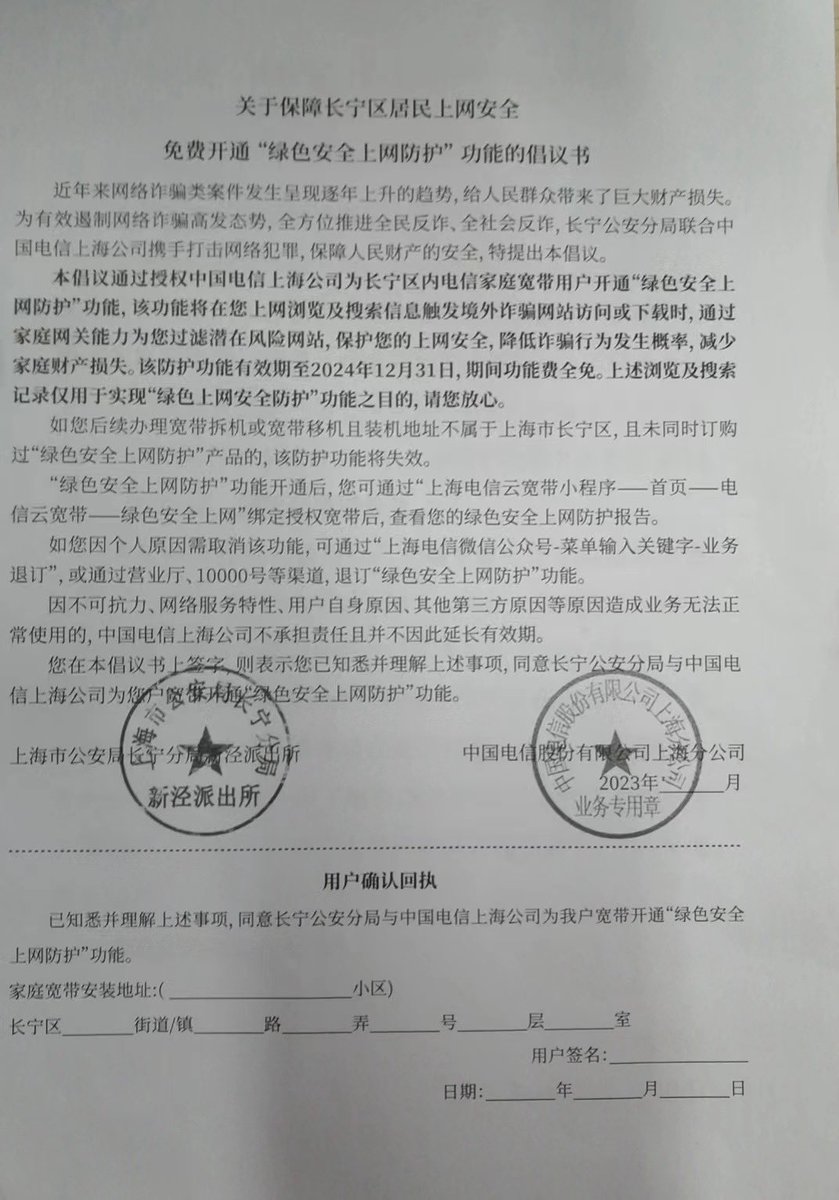 关于保障长宁区居民上网安全
免费开通“绿色安全上网防护”功能的倡议书
近年来网络诈骗类案件发生呈现逐年上升的趋势,给人民群众带来了巨大财产损失。
为有效遏制网络诈骗高发态势,全方位推进全民反诈、全社会反诈,长宁公安分局联合中
国电信上海公司携手打击网络犯罪,保障人民财产的安全,特提出本倡议。
本倡议通过授权中国电信上海公司为长宁区内电信家庭宽带用户开通“绿色安全上
网防护”功能,该功能将在您上网浏览及搜索信息触发境外诈骗网站访问或下载时,通过
家庭网关能力为您过滤潜在风险网站,保护您的上网安全,降低诈骗行为发生概率,减少
家庭财产损失。该防护功能有效期至2024年12月31日,期间功能费全免。上述浏览及搜索
记录仅用于实现“绿色上网安全防护”功能之目的,请您放心。
如您后续办理宽带拆机或宽带移机且装机地址不属于上海市长宁区,且未同时订购
过“绿色安全上网防护”产品的,该防护功能将失效。
“绿色安全上网防护”功能开通后,您可通过“上海电信云宽带小程序——首页——电
信云宽带——绿色安全上网”绑定授权宽带后,查看您的绿色安全上网防护报告。
如您因个人原因需取消该功能,可通过“上海电信微信公众号-菜单输入关键字-业务
退订”,或通过营业厅、10000号等渠道,退订“绿色安全上网防护”功能。
因不可抗力、网络服务特性、用户自身原因、其他第三方原因等原因造成业务无法正
常使用的,中国电信上海公司不承担责任且并不因此延长有效期。
您在本倡议书上签字,则表示您已知悉并理解上述事项,同意长宁公安分局与中国电
信上海公司为您户宽带开通“绿色安全上网防护”功能。
上海市公安局长宁分局新泾派出所
中国电信股份有限公司上海分公司
2023年______月
上海市公安局长宁分局
新泾派出所
中国电信股份有限公司上海分公司
业务专用章
用户确认回执
已知悉并理解上述事项,同意长宁公安分局与中国电信上海公司为我户宽带开通“绿色安全
上网防护”功能。
家庭宽带安装地址:(__________________小区)
长宁区_______街道/镇_______路_______弄_______号_______层_______室
用户签名:______________
日期:_______年_______月_______日